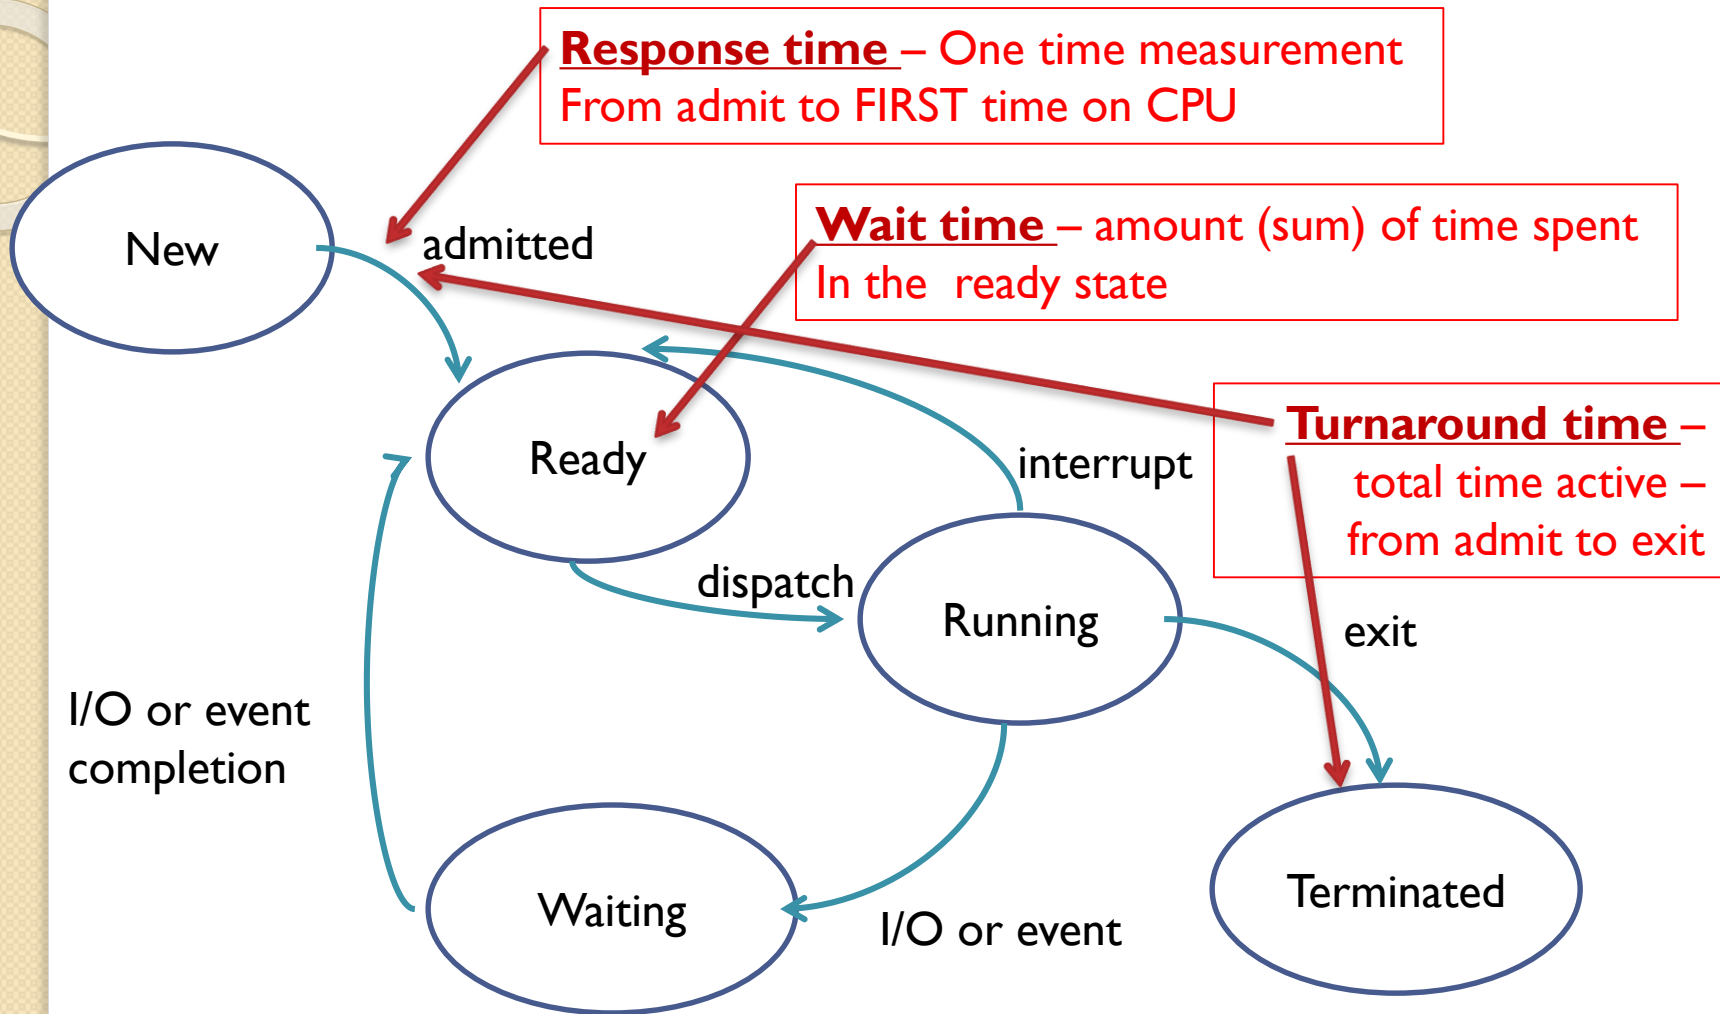 Response time – One time measurement
From admit to FIRST time on CPU
Wait time – amount (sum) of time spent
In the ready state
New
admitted
Turnaround time –
total time active –
from admit to exit
Ready
interrupt
dispatch
Running
exit
I/O or event
completion
Waiting
I/O or event
Terminated